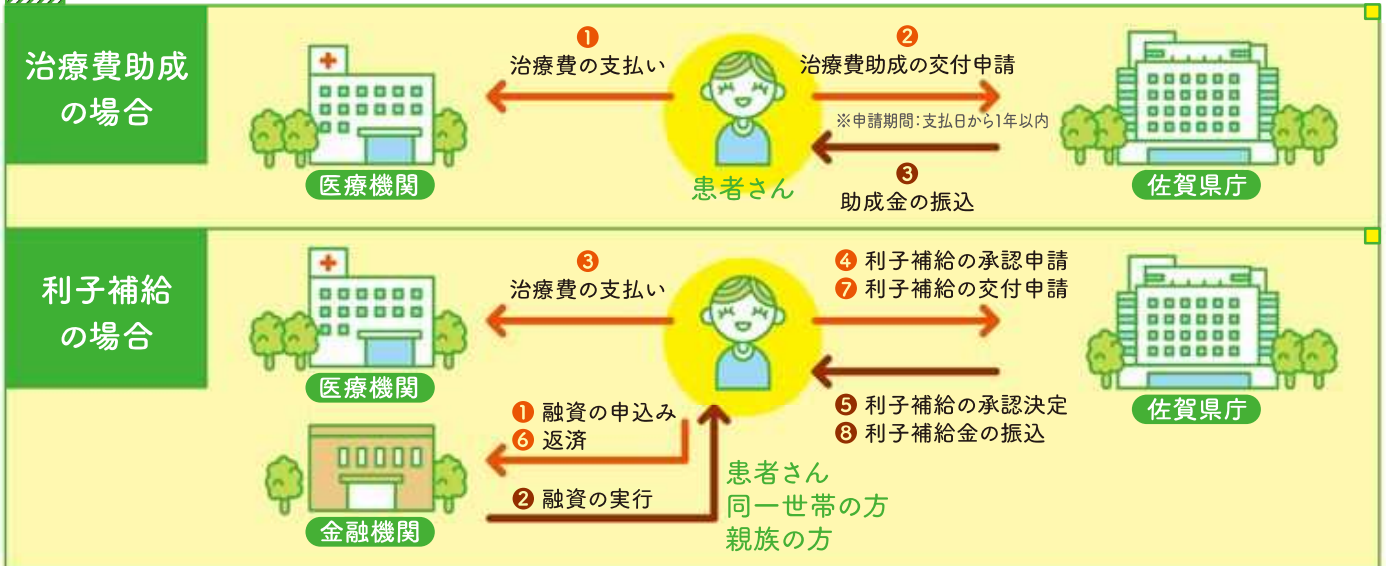 治療費助成
の場合
❶
治療費の支払い
❷
治療費助成の交付申請
※申請期間:支払日から1年以内
❸
助成金の振込
医療機関
患者さん
佐賀県庁
利子補給
の場合
❸
治療費の支払い
❹ 利子補給の承認申請
❼ 利子補給の交付申請
医療機関
❶ 融資の申込み
❻ 返済
❺ 利子補給の承認決定
❽ 利子補給金の振込
佐賀県庁
❷ 融資の実行
金融機関
患者さん
同一世帯の方
親族の方